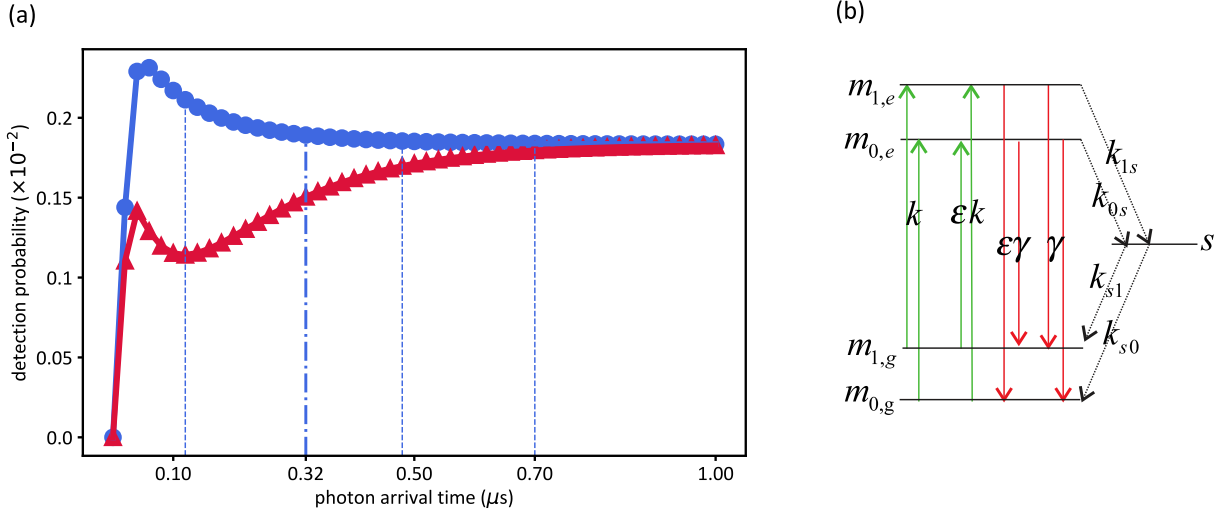 (a)
detection probability (×10⁻²)
0.2
0.15
0.1
0.05
0.0
0.10
0.32
0.50
0.70
1.00
photon arrival time (μs)
(b)
m₁,ₑ
m₀,ₑ
k
εk
εγ
γ
k₁ₛ
k₀ₛ
s
kₛ₁
kₛ₀
m₁,g
m₀,g